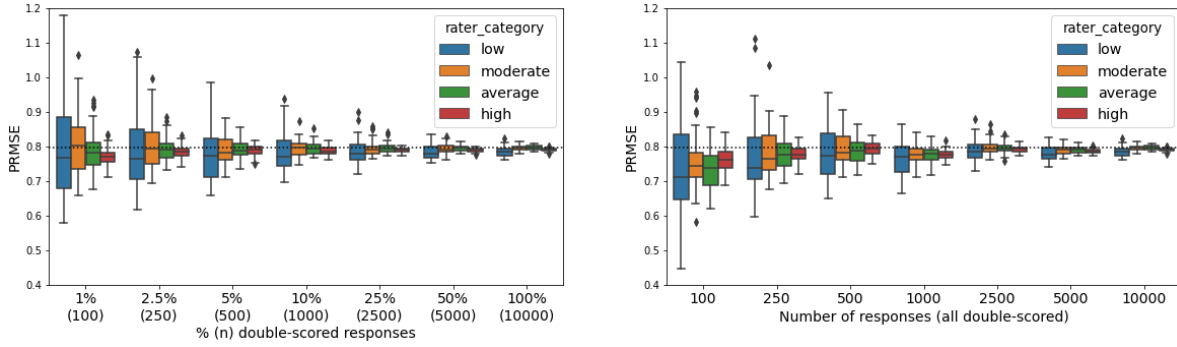 1.2
1.1
1.0
0.9
0.8
0.7
0.6
0.5
0.4
PRMSE
rater_category
low
moderate
average
high
1% 2.5% 5% 10% 25% 50% 100%
(100) (250) (500) (1000) (2500) (5000) (10000)
% (n) double-scored responses
1.2
1.1
1.0
0.9
0.8
0.7
0.6
0.5
0.4
PRMSE
rater_category
low
moderate
average
high
100 250 500 1000 2500 5000 10000
Number of responses (all double-scored)